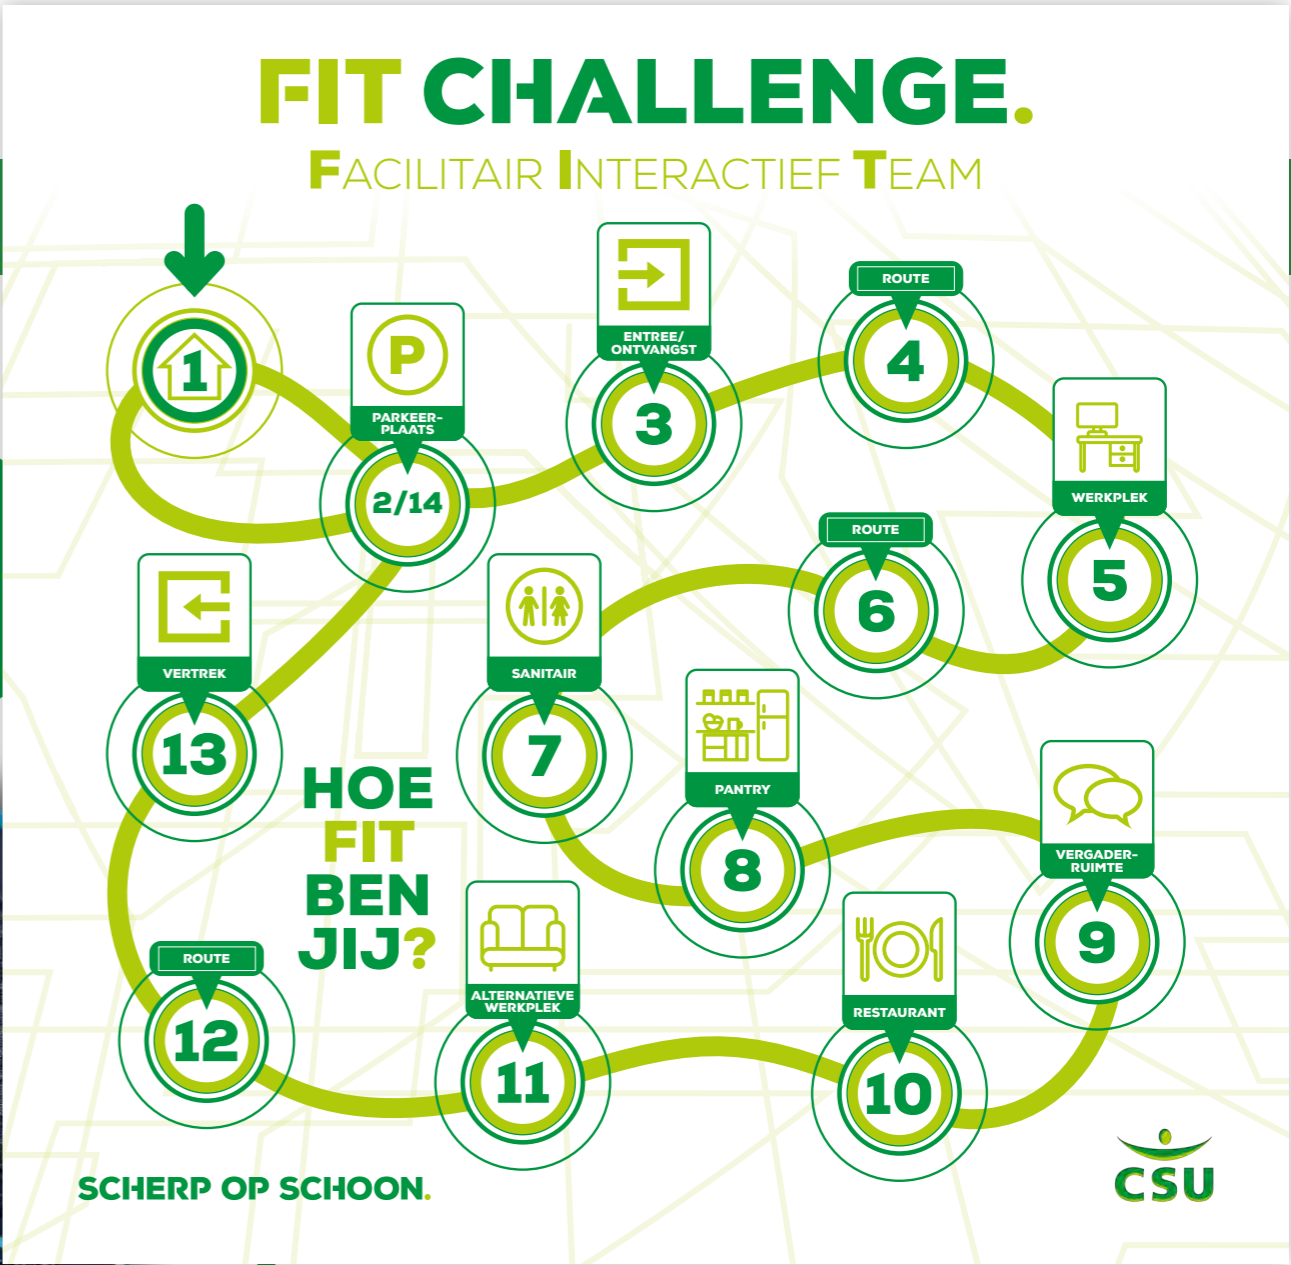 FIT CHALLENGE.
FACILITAIR INTERACTIEF TEAM
1
P
PARKEER-
PLAATS
2/14
ENTREE/
ONTVANGST
3
ROUTE
4
WERKPLEK
5
ROUTE
6
SANITAIR
7
PANTRY
8
VERGADER-
RUIMTE
9
RESTAURANT
10
ALTERNATIEVE
WERKPLEK
11
ROUTE
12
VERTREK
13
HOE
FIT
BEN
JIJ?
SCHERP OP SCHOON.
CSU